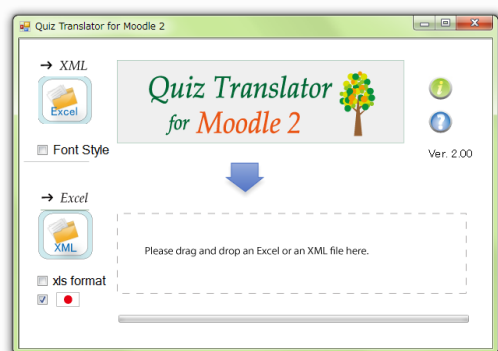 Quiz Translator for Moodle 2
→ XML
Excel
Font Style
Quiz Translator
for Moodle 2
i
?
Ver. 2.00
→ Excel
XML
xls format
Please drag and drop an Excel or an XML file here.